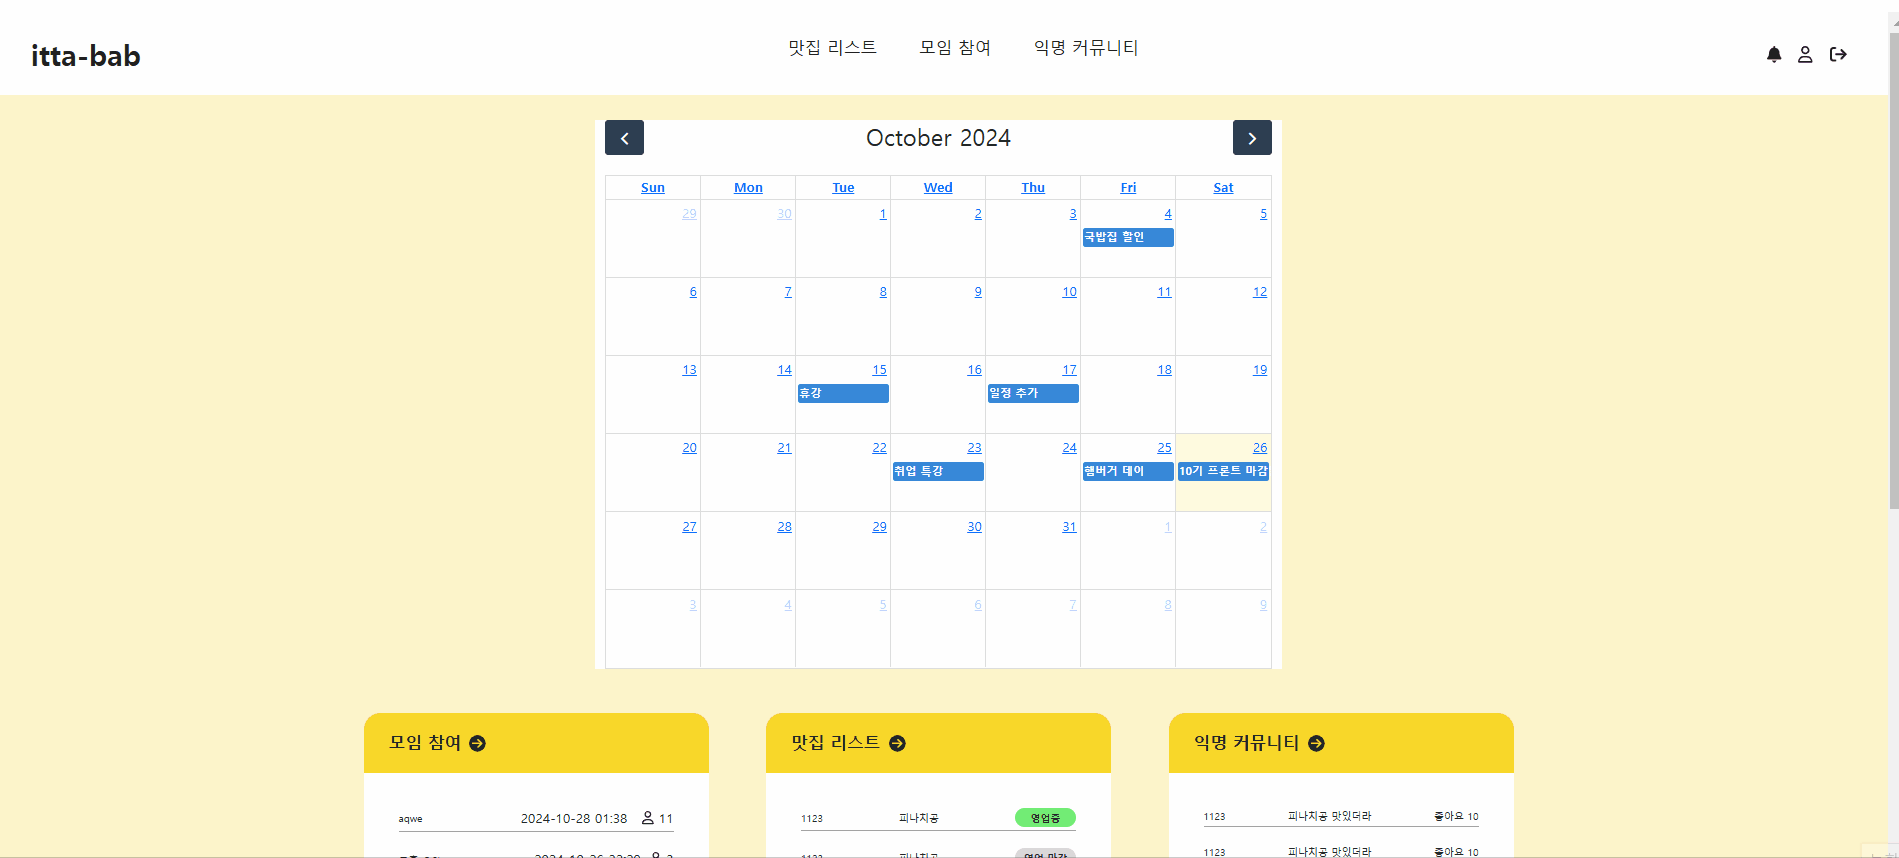 itta-bab
맛집 리스트 모임 참여 익명 커뮤니티
October 2024
Sun Mon Tue Wed Thu Fri Sat
29 30 1 2 3 4 5
국밥집 할인
6 7 8 9 10 11 12
13 14 15 16 17 18 19
휴강 일정 추가
20 21 22 23 24 25 26
취업 특강 햄버거 데이 10기 프론트 마감
27 28 29 30 31 1 2
3 4 5 6 7 8 9
모임 참여 맛집 리스트 익명 커뮤니티
aqwe 2024-10-28 01:38 11
1123 피나치공 영업중
1123 피나치공 맛있더라 좋아요 10
1123 피나치공 맛있더라 좋아요 10